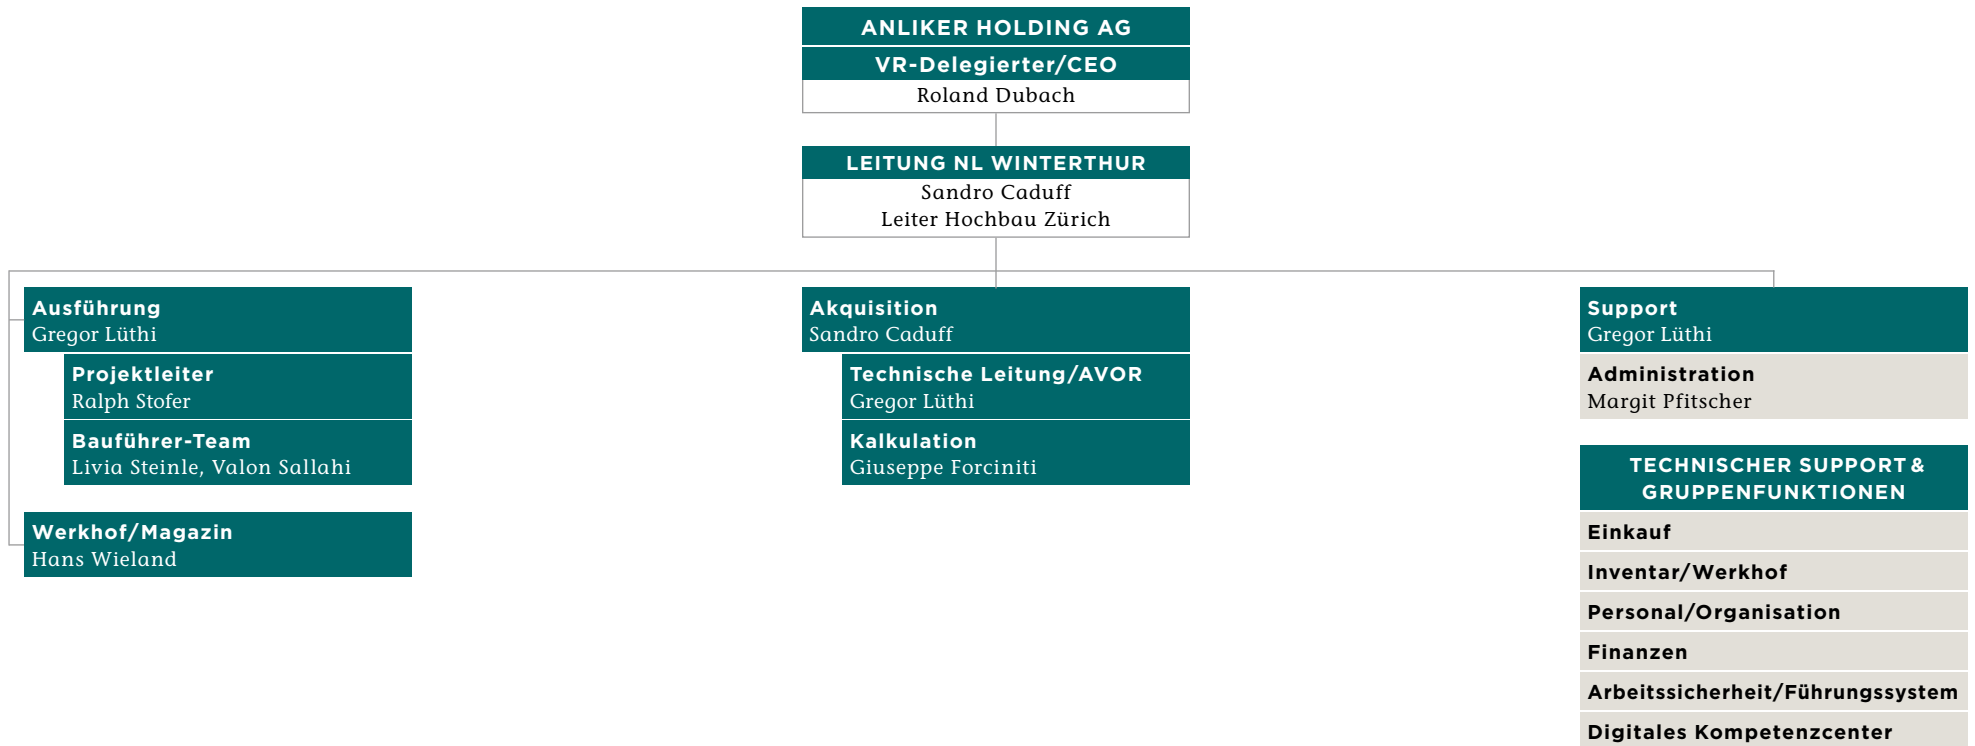 ANLIKER HOLDING AG
VR-Delegierter/CEO
Roland Dubach
LEITUNG NL WINTERTHUR
Sandro Caduff
Leiter Hochbau Zürich
Ausführung
Gregor Lüthi
Projektleiter
Ralph Stofer
Bauführer-Team
Livia Steinle, Valon Sallahi
Werkhof/Magazin
Hans Wieland
Akquisition
Sandro Caduff
Technische Leitung/AVOR
Gregor Lüthi
Kalkulation
Giuseppe Forciniti
Support
Gregor Lüthi
Administration
Margit Pfitscher
TECHNISCHER SUPPORT &
GRUPPENFUNKTIONEN
Einkauf
Inventar/Werkhof
Personal/Organisation
Finanzen
Arbeitssicherheit/Führungssystem
Digitales Kompetenzcenter